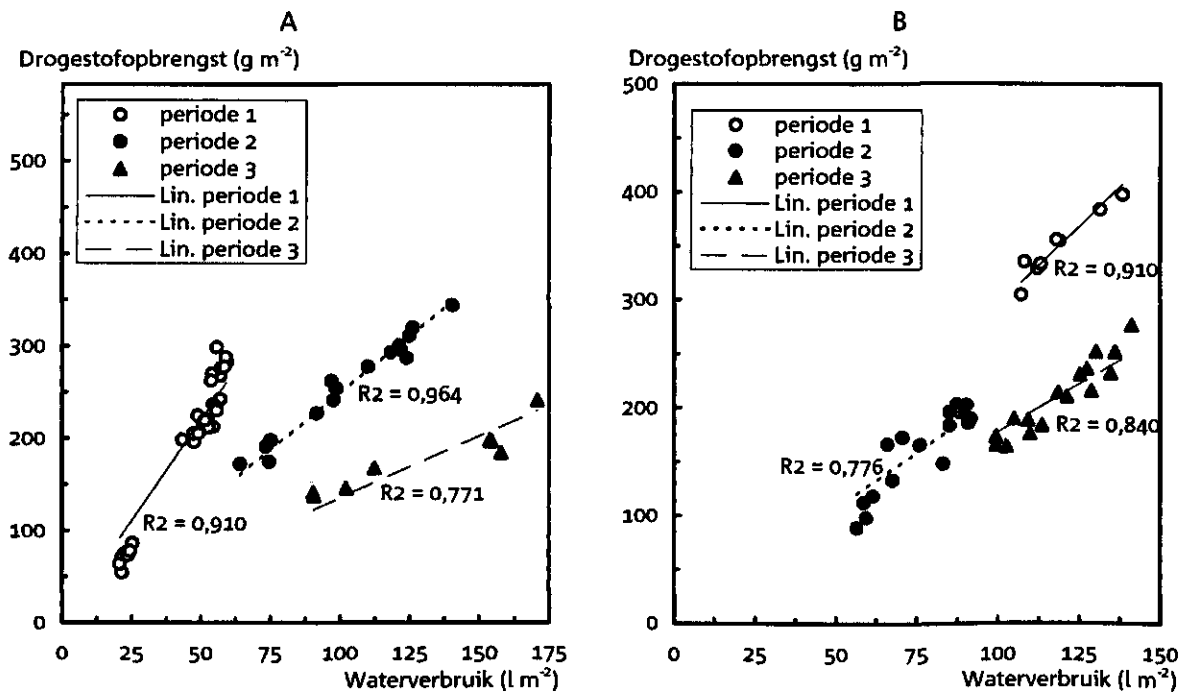 A
Drogestofopbrengst (g m-2)
500
400
300
200
100
0
periode 1
periode 2
periode 3
Lin. periode 1
Lin. periode 2
Lin. periode 3
R2 = 0,964
R2 = 0,771
R2 = 0,910
0 25 50 75 100 125 150 175
Waterverbruik (l m-2)
B
Drogestofopbrengst (g m-2)
500
400
300
200
100
0
periode 1
periode 2
periode 3
Lin. periode 1
Lin. periode 2
Lin. periode 3
R2 = 0,910
R2 = 0,776
R2 = 0,840
0 25 50 75 100 125 150
Waterverbruik (l m-2)